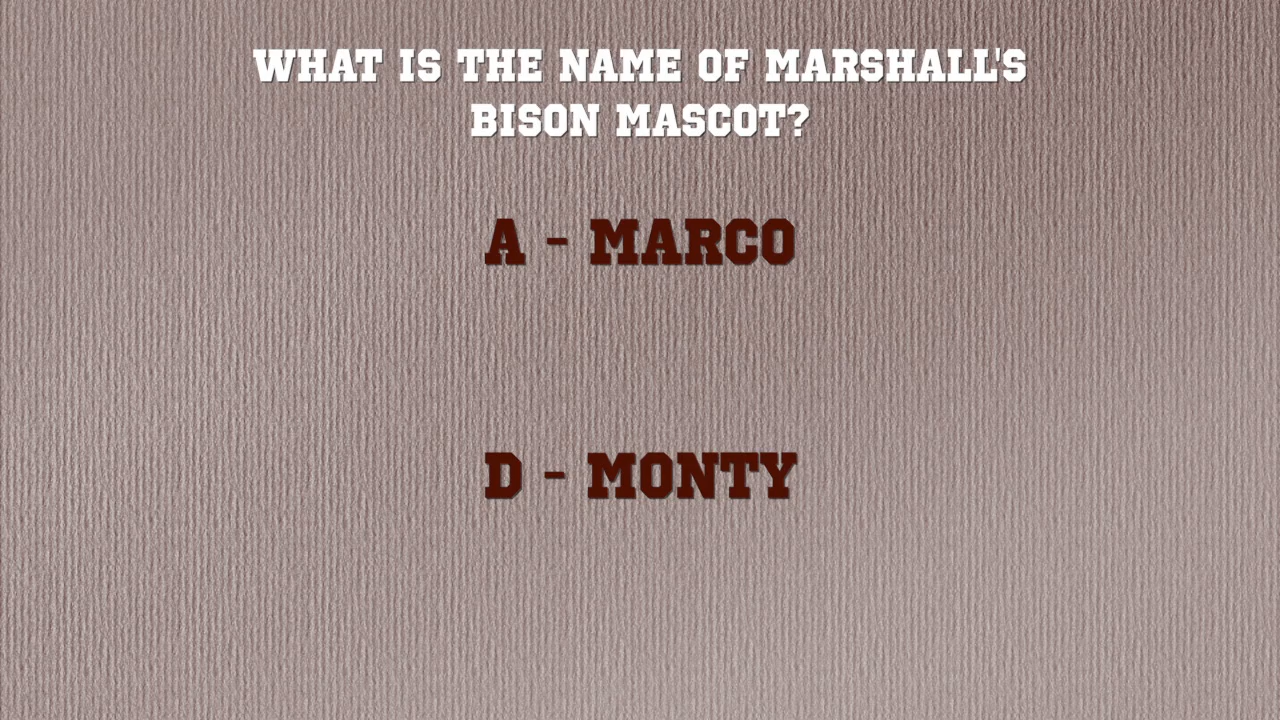 WHAT IS THE NAME OF MARSHALL'S
BISON MASCOT?
A - MARCO
D - MONTY